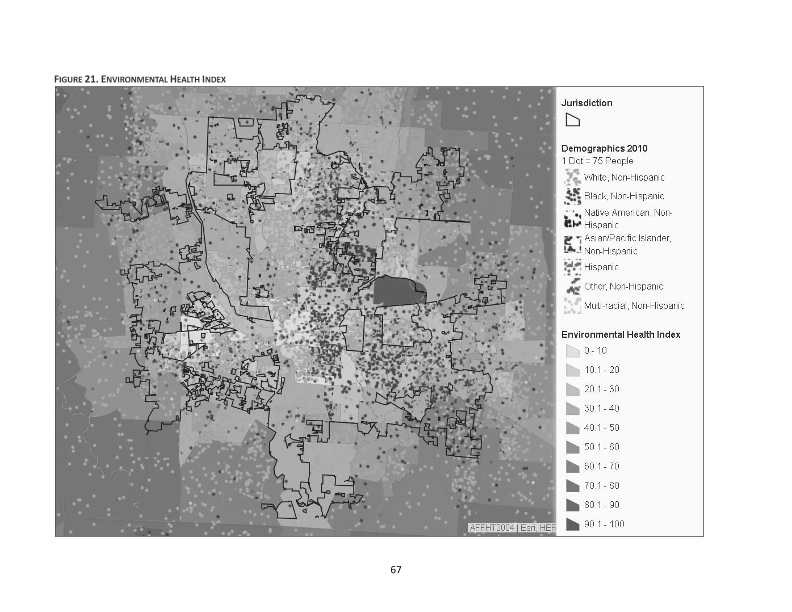 FIGURE 21. ENVIRONMENTAL HEALTH INDEX
Jurisdiction
Demographics 2010
1 Dot = 75 People
White, Non-Hispanic
Black, Non-Hispanic
Native American, Non-
Hispanic
Asian/Pacific Islander,
Non-Hispanic
Hispanic
Other, Non-Hispanic
Multi-racial, Non-Hispanic
Environmental Health Index
0 - 10
10.1 - 20
20.1 - 30
30.1 - 40
40.1 - 50
50.1 - 60
60.1 - 70
70.1 - 80
80.1 - 90
90.1 - 100
AFFHT0004 | Esri, HER
67